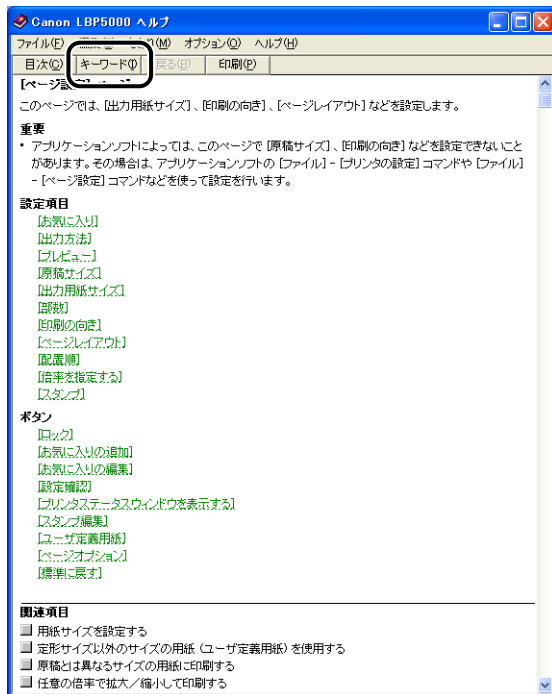 Canon LBP5000 ヘルプ
ファイル(F) (M) オプション(O) ヘルプ(H)
目次(C) キーワード(I) 戻る(B) 印刷(P)
[ページ
このページでは、[出力用紙サイズ]、[印刷の向き]、[ページレイアウト] などを設定します。
重要
• アプリケーションソフトによっては、このページで [原稿サイズ]、[印刷の向き] などを設定できないこと
があります。その場合は、アプリケーションソフトの [ファイル] - [プリンタの設定] コマンドや [ファイル]
- [ページ設定] コマンドなどを使って設定を行います。
設定項目
[お気に入り]
[出力方法]
[プレビュー]
[原稿サイズ]
[出力用紙サイズ]
[部数]
[印刷の向き]
[ページレイアウト]
[配置順]
[倍率を指定する]
[スタンプ]
ボタン
[ロック]
[お気に入りの追加]
[お気に入りの編集]
[設定確認]
[プリンタステータスウィンドウを表示する]
[スタンプ編集]
[ユーザ定義用紙]
[ページオプション]
[標準に戻す]
関連項目
用紙サイズを設定する
定形サイズ以外のサイズの用紙（ユーザ定義用紙）を使用する
原稿とは異なるサイズの用紙に印刷する
任意の倍率で拡大／縮小して印刷する